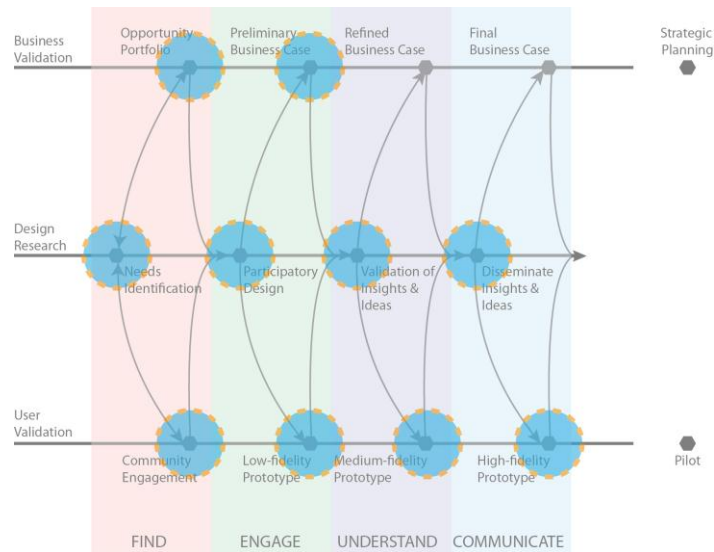 Business
Validation
Opportunity
Portfolio
Preliminary
Business Case
Refined
Business Case
Final
Business Case
Strategic
Planning
Design
Research
Needs
Identification
Participatory
Design
Validation of
Insights &
Ideas
Disseminate
Insights &
Ideas
User
Validation
Community
Engagement
Low-fidelity
Prototype
Medium-fidelity
Prototype
High-fidelity
Prototype
Pilot
FIND
ENGAGE
UNDERSTAND
COMMUNICATE